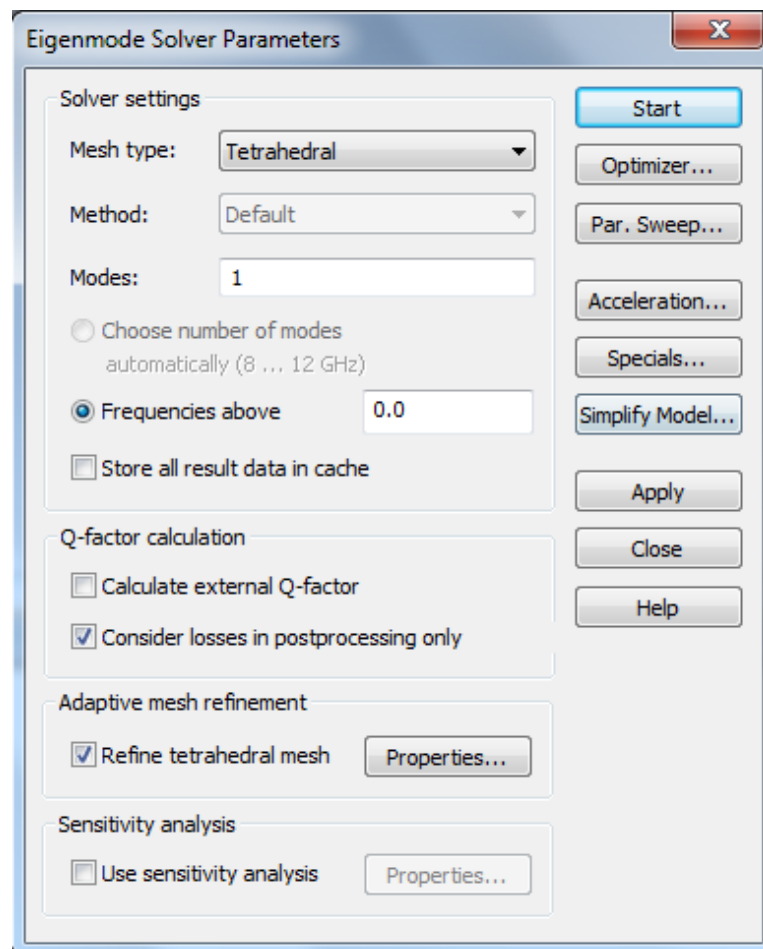 Eigenmode Solver Parameters
Solver settings
Mesh type: Tetrahedral
Method: Default
Modes: 1
Choose number of modes
automatically (8 ... 12 GHz)
Frequencies above 0.0
Store all result data in cache
Q-factor calculation
Calculate external Q-factor
Consider losses in postprocessing only
Adaptive mesh refinement
Refine tetrahedral mesh Properties...
Sensitivity analysis
Use sensitivity analysis Properties...
Start
Optimizer...
Par. Sweep...
Acceleration...
Specials...
Simplify Model...
Apply
Close
Help